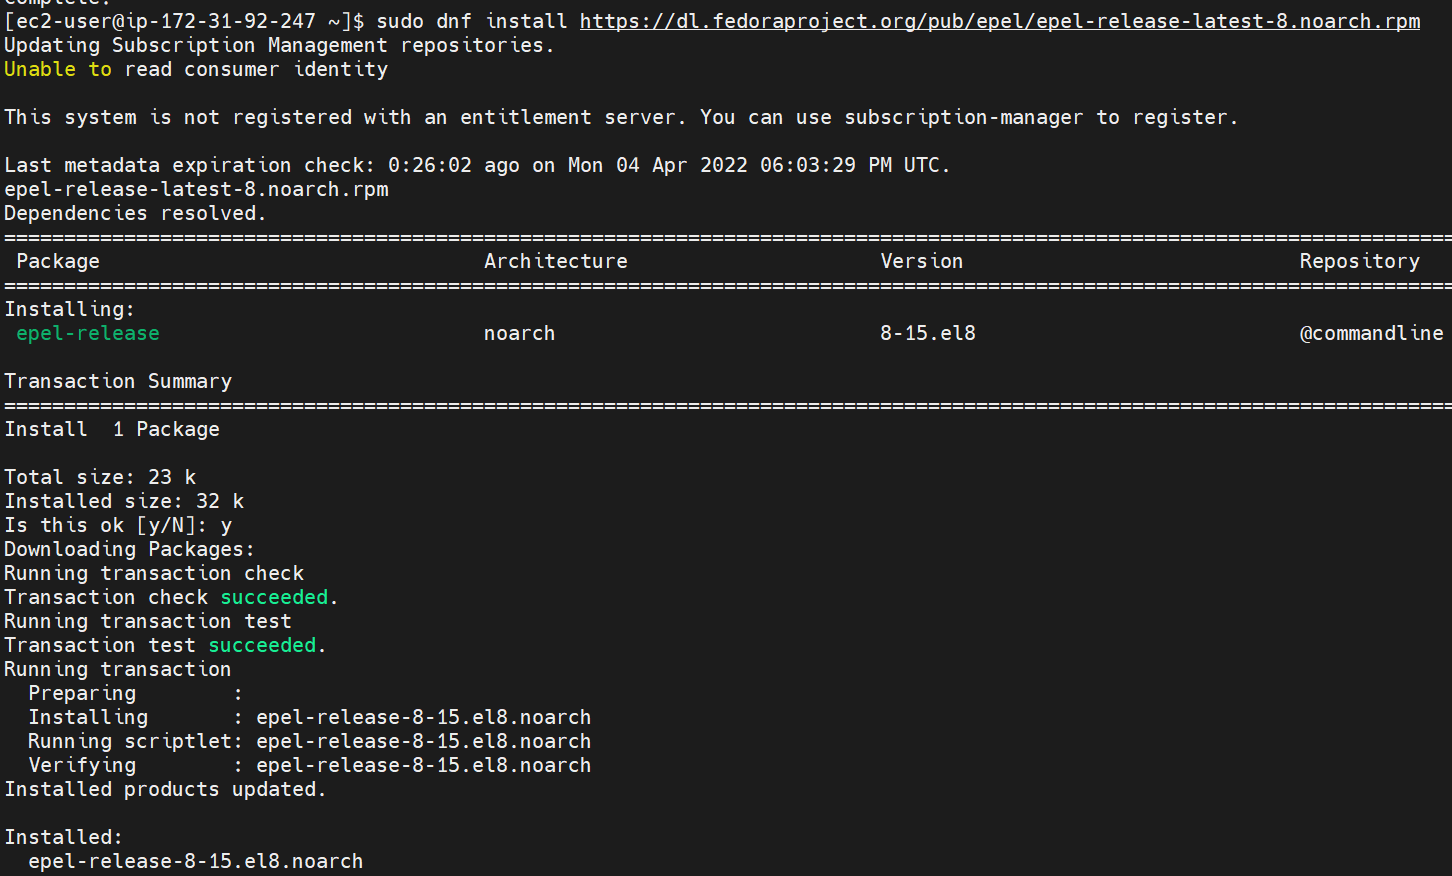 complete!
[ec2-user@ip-172-31-92-247 ~]$ sudo dnf install https://dl.fedoraproject.org/pub/epel/epel-release-latest-8.noarch.rpm
Updating Subscription Management repositories.
Unable to read consumer identity
This system is not registered with an entitlement server. You can use subscription-manager to register.
Last metadata expiration check: 0:26:02 ago on Mon 04 Apr 2022 06:03:29 PM UTC.
epel-release-latest-8.noarch.rpm
Dependencies resolved.
================================================================================
Package Architecture Version Repository
================================================================================
Installing:
epel-release noarch 8-15.el8 @commandline
Transaction Summary
================================================================================
Install  1 Package
Total size: 23 k
Installed size: 32 k
Is this ok [y/N]: y
Downloading Packages:
Running transaction check
Transaction check succeeded.
Running transaction test
Transaction test succeeded.
Running transaction
Preparing        :
Installing       : epel-release-8-15.el8.noarch
Running scriptlet: epel-release-8-15.el8.noarch
Verifying        : epel-release-8-15.el8.noarch
Installed products updated.
Installed:
epel-release-8-15.el8.noarch